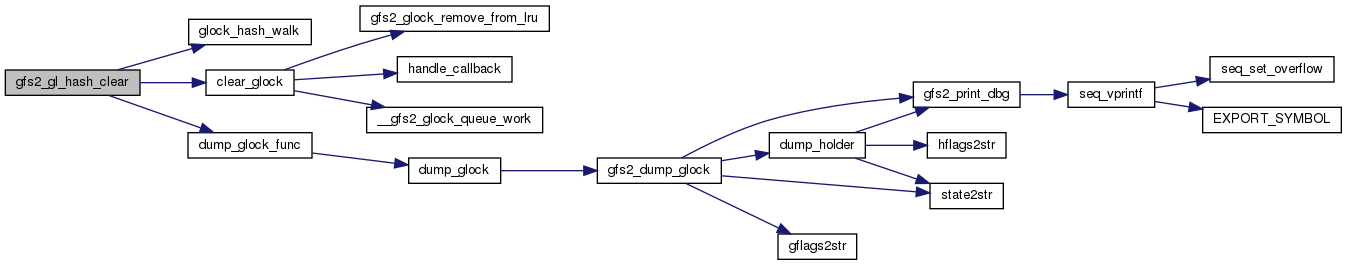 gfs2_gl_hash_clear
glock_hash_walk
clear_glock
dump_glock_func
gfs2_glock_remove_from_lru
handle_callback
__gfs2_glock_queue_work
dump_glock
gfs2_dump_glock
gfs2_print_dbg
dump_holder
hflags2str
state2str
gflags2str
seq_vprintf
seq_set_overflow
EXPORT_SYMBOL